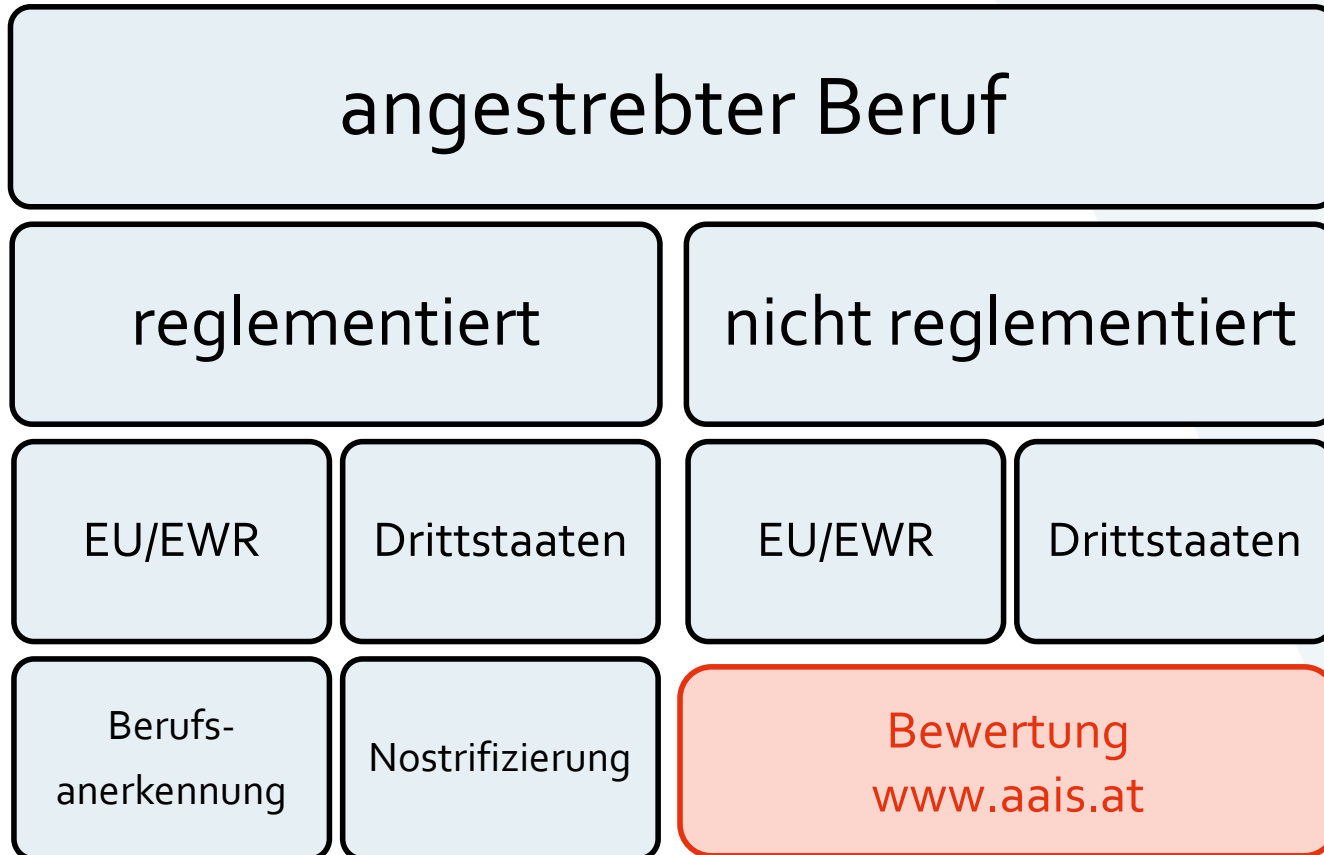 angestrebter Beruf
reglementiert
nicht reglementiert
EU/EWR
Drittstaaten
EU/EWR
Drittstaaten
Berufs-
anerkennung
Nostrifizierung
Bewertung
www.aais.at